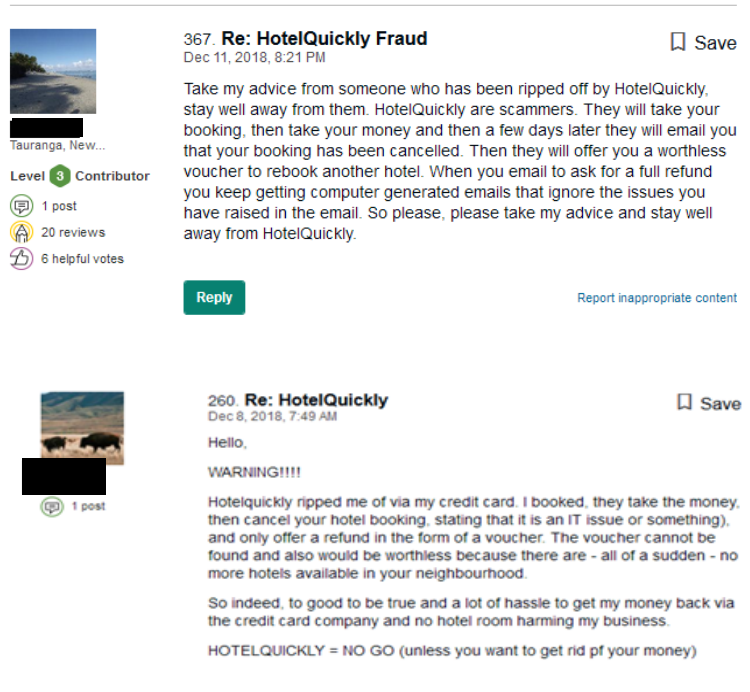 367. Re: HotelQuickly Fraud
Save
Dec 11, 2018, 8:21 PM
Take my advice from someone who has been ripped off by HotelQuickly,
stay well away from them. HotelQuickly are scammers. They will take your
booking, then take your money and then a few days later they will email you
that your booking has been cancelled. Then they will offer you a worthless
voucher to rebook another hotel. When you email to ask for a full refund
you keep getting computer generated emails that ignore the issues you
have raised in the email. So please, please take my advice and stay well
away from HotelQuickly.
Tauranga, New...
Level 3 Contributor
1 post
20 reviews
6 helpful votes
Reply
Report inappropriate content
260. Re: HotelQuickly
Save
Dec 8, 2018, 7:49 AM
Hello,
WARNING!!!!
Hotelquickly ripped me of via my credit card. I booked, they take the money,
then cancel your hotel booking, stating that it is an IT issue or something),
and only offer a refund in the form of a voucher. The voucher cannot be
found and also would be worthless because there are - all of a sudden - no
more hotels available in your neighbourhood.
So indeed, to good to be true and a lot of hassle to get my money back via
the credit card company and no hotel room harming my business.
HOTELQUICKLY = NO GO (unless you want to get rid pf your money)
1 post